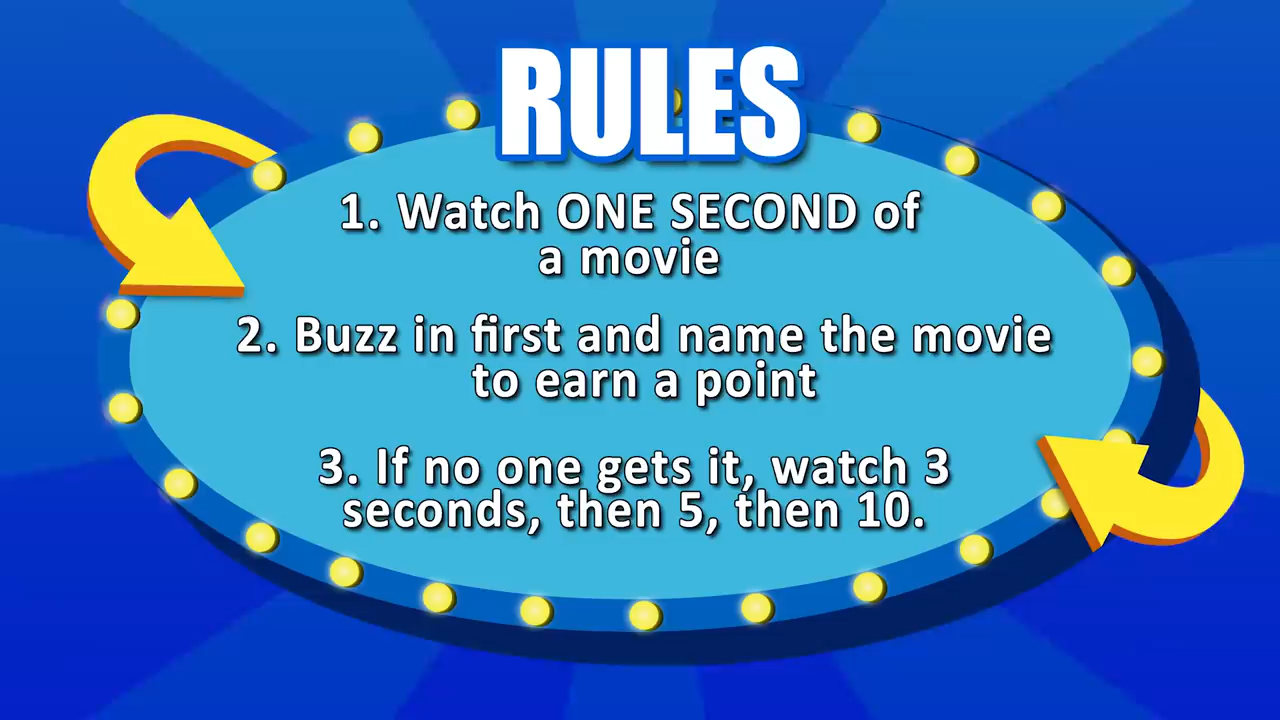 RULES
1. Watch ONE SECOND of
a movie
2. Buzz in first and name the movie
to earn a point
3. If no one gets it, watch 3
seconds, then 5, then 10.